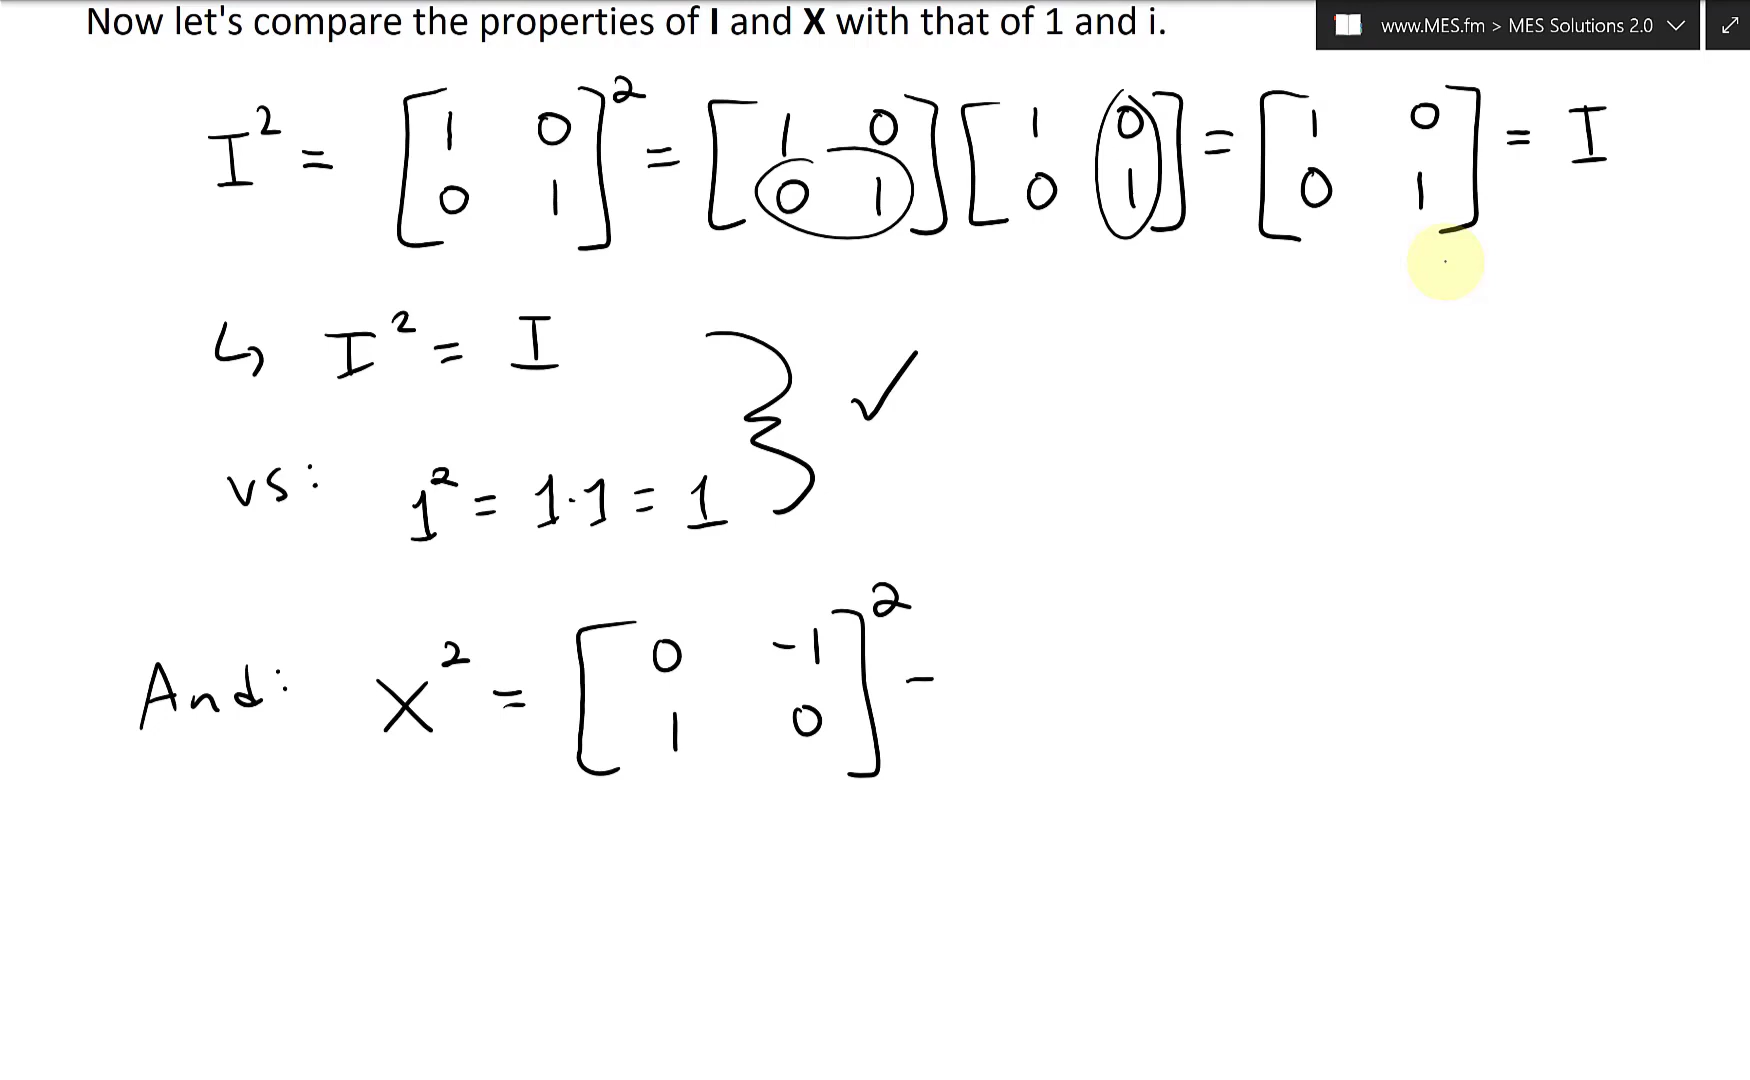 Now let's compare the properties of I and X with that of 1 and i.
www.MES.fm > MES Solutions 2.0
I² = [1 0; 0 1]² = [1 0; 0 1] [1 0; 0 1] = [1 0; 0 1] = I
↳ I² = I
vs: 1² = 1·1 = 1 } ✓
And: X² = [0 -1; 1 0]² -